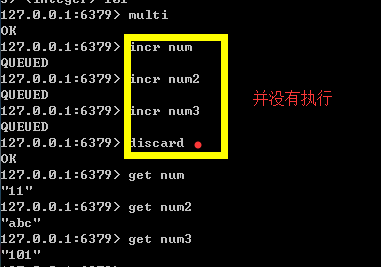 127.0.0.1:6379> multi
OK
127.0.0.1:6379> incr num
QUEUED
127.0.0.1:6379> incr num2
QUEUED
127.0.0.1:6379> incr num3
QUEUED
127.0.0.1:6379> discard
OK
127.0.0.1:6379> get num
"11"
127.0.0.1:6379> get num2
"abc"
127.0.0.1:6379> get num3
"101"
并没有执行